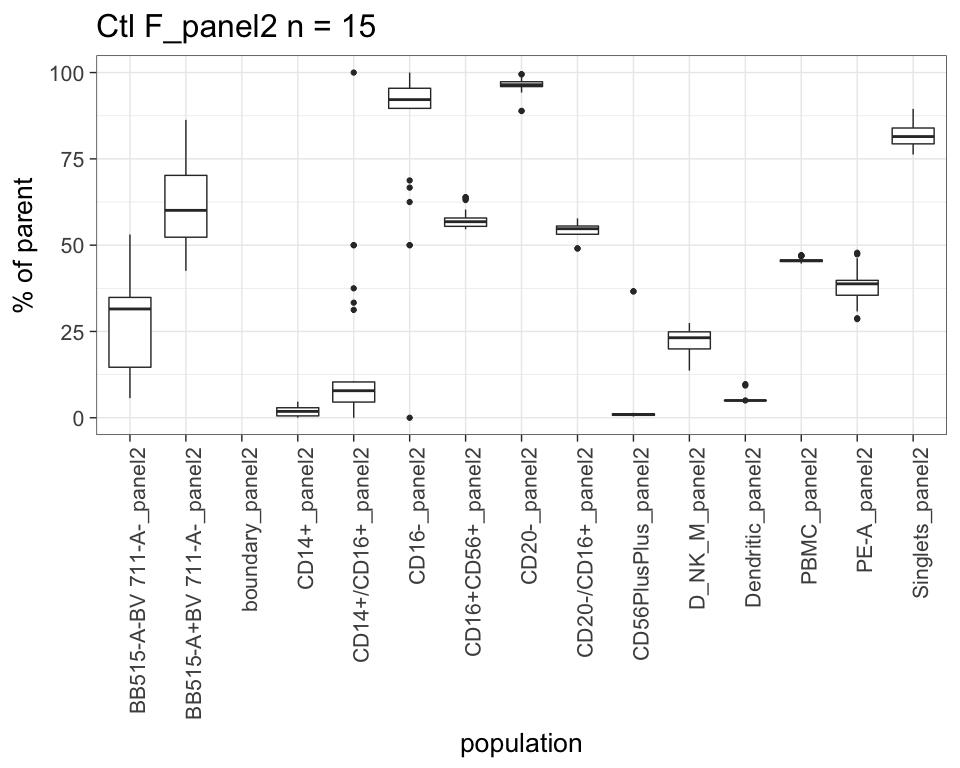 Ctl F_panel2 n = 15
% of parent
100
75
50
25
0
BB515-A-BV 711-A-_panel2
BB515-A+BV 711-A-_panel2
boundary_panel2
CD14+_panel2
CD14+/CD16+_panel2
CD16-_panel2
CD16+CD56+_panel2
CD20-_panel2
CD20-/CD16+_panel2
CD56PlusPlus_panel2
D_NK_M_panel2
Dendritic_panel2
PBMC_panel2
PE-A_panel2
Singlets_panel2
population